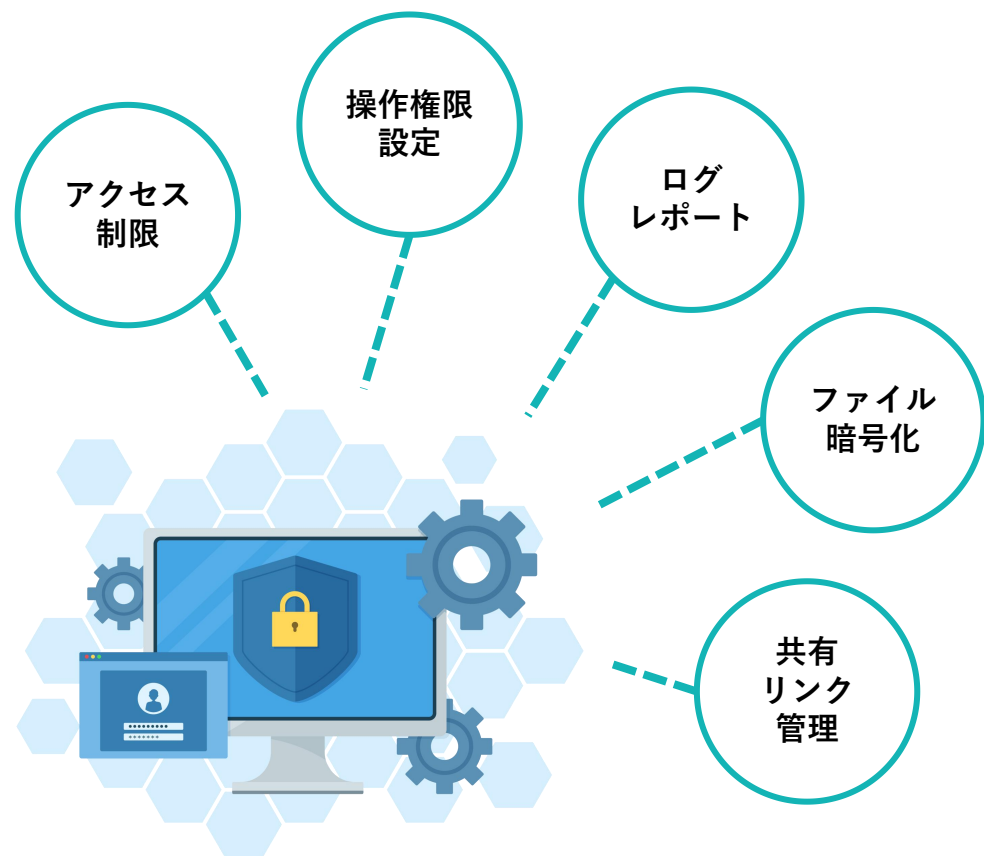 アクセス
制限
操作権限
設定
ログ
レポート
ファイル
暗号化
共有
リンク
管理